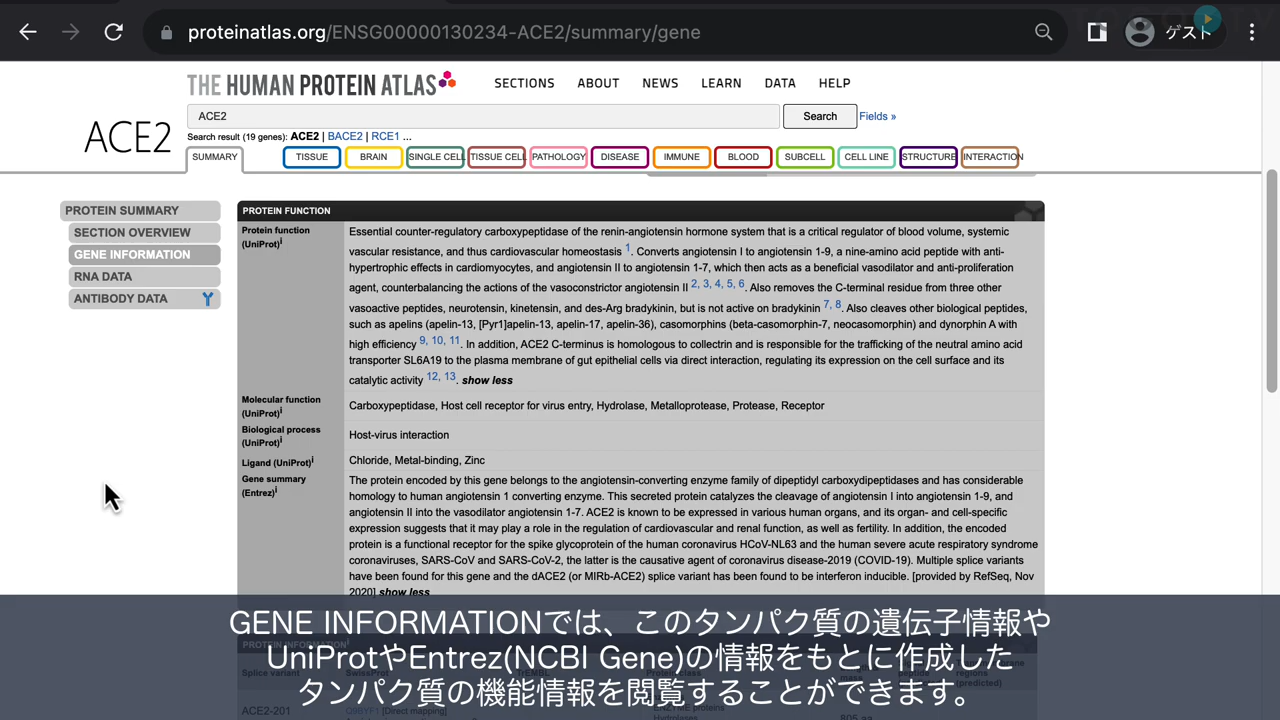 proteinatlas.org/ENSG00000130234-ACE2/summary/gene
ゲスト
THE HUMAN PROTEIN ATLAS
SECTIONS ABOUT NEWS LEARN DATA HELP
ACE2
ACE2
Search
Fields »
Search result (19 genes): ACE2 | BACE2 | RCE1 ...
SUMMARY
TISSUE
BRAIN
SINGLE CELL
TISSUE CELL
PATHOLOGY
DISEASE
IMMUNE
BLOOD
SUBCELL
CELL LINE
STRUCTURE
INTERACTION
PROTEIN SUMMARY
SECTION OVERVIEW
GENE INFORMATION
RNA DATA
ANTIBODY DATA
PROTEIN FUNCTION
Protein function
(UniProt)i
Essential counter-regulatory carboxypeptidase of the renin-angiotensin hormone system that is a critical regulator of blood volume, systemic
vascular resistance, and thus cardiovascular homeostasis 1. Converts angiotensin I to angiotensin 1-9, a nine-amino acid peptide with anti-
hypertrophic effects in cardiomyocytes, and angiotensin II to angiotensin 1-7, which then acts as a beneficial vasodilator and anti-proliferation
agent, counterbalancing the actions of the vasoconstrictor angiotensin II 2, 3, 4, 5, 6. Also removes the C-terminal residue from three other
vasoactive peptides, neurotensin, kinetensin, and des-Arg bradykinin, but is not active on bradykinin 7, 8. Also cleaves other biological peptides,
such as apelins (apelin-13, [Pyr1]apelin-13, apelin-17, apelin-36), casomorphins (beta-casomorphin-7, neocasomorphin) and dynorphin A with
high efficiency 9, 10, 11. In addition, ACE2 C-terminus is homologous to collectrin and is responsible for the trafficking of the neutral amino acid
transporter SL6A19 to the plasma membrane of gut epithelial cells via direct interaction, regulating its expression on the cell surface and its
catalytic activity 12, 13. show less
Molecular function
(UniProt)i
Carboxypeptidase, Host cell receptor for virus entry, Hydrolase, Metalloprotease, Protease, Receptor
Biological process
(UniProt)i
Host-virus interaction
Ligand (UniProt)i
Chloride, Metal-binding, Zinc
Gene summary
(Entrez)i
The protein encoded by this gene belongs to the angiotensin-converting enzyme family of dipeptidyl carboxydipeptidases and has considerable
homology to human angiotensin 1 converting enzyme. This secreted protein catalyzes the cleavage of angiotensin I into angiotensin 1-9, and
angiotensin II into the vasodilator angiotensin 1-7. ACE2 is known to be expressed in various human organs, and its organ- and cell-specific
expression suggests that it may play a role in the regulation of cardiovascular and renal function, as well as fertility. In addition, the encoded
protein is a functional receptor for the spike glycoprotein of the human coronavirus HCoV-NL63 and the human severe acute respiratory syndrome
coronaviruses, SARS-CoV and SARS-CoV-2, the latter is the causative agent of coronavirus disease-2019 (COVID-19). Multiple splice variants
have been found for this gene and the dACE2 (or MIRb-ACE2) splice variant has been found to be interferon inducible. [provided by RefSeq, Nov
2020] show less
GENE INFORMATIONでは、このタンパク質の遺伝子情報や
UniProtやEntrez(NCBI Gene)の情報をもとに作成した
タンパク質の機能情報を閲覧することができます。
PROTEIN INFORMATION
Splice variant
SwissProt
regions
(predicted)
ACE2-201
[Direct mapping]
805 aa